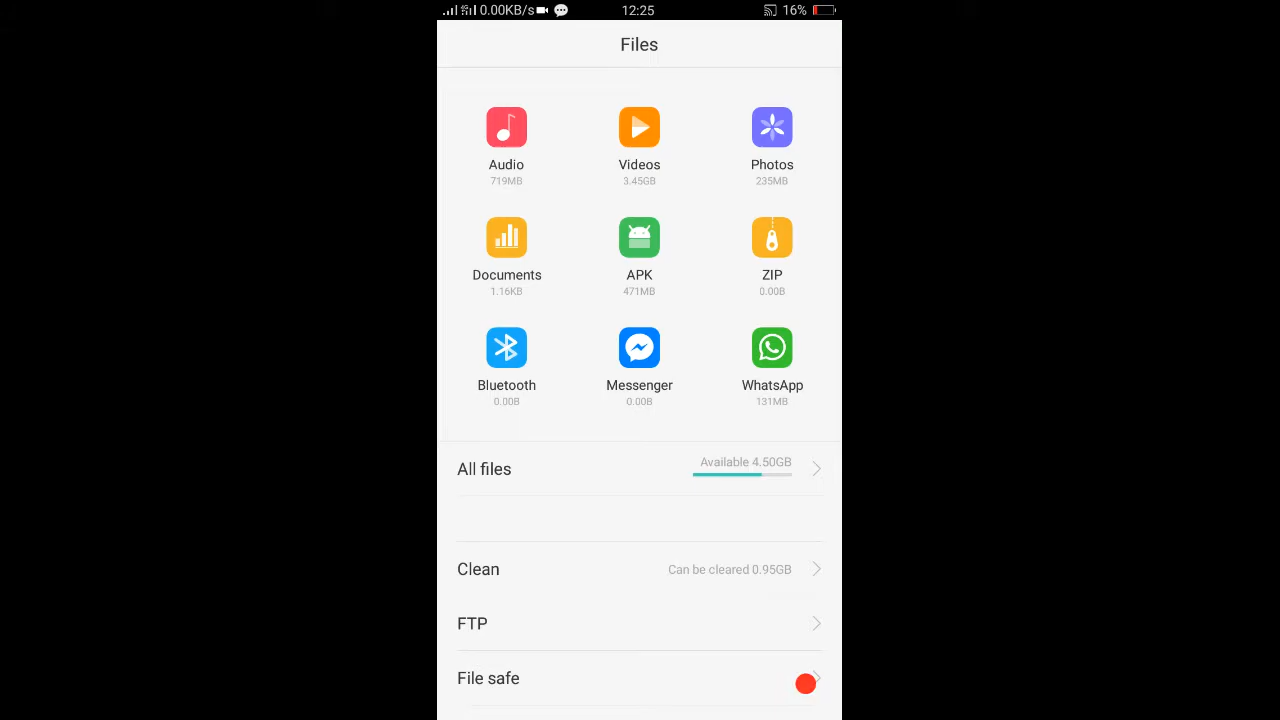 0.00KB/s 12:25 16%
Files
Audio Videos Photos
719MB 3.45GB 235MB
Documents APK ZIP
1.16KB 471MB 0.00B
Bluetooth Messenger WhatsApp
0.00B 0.00B 131MB
All files Available 4.50GB
Clean Can be cleared 0.95GB
FTP
File safe